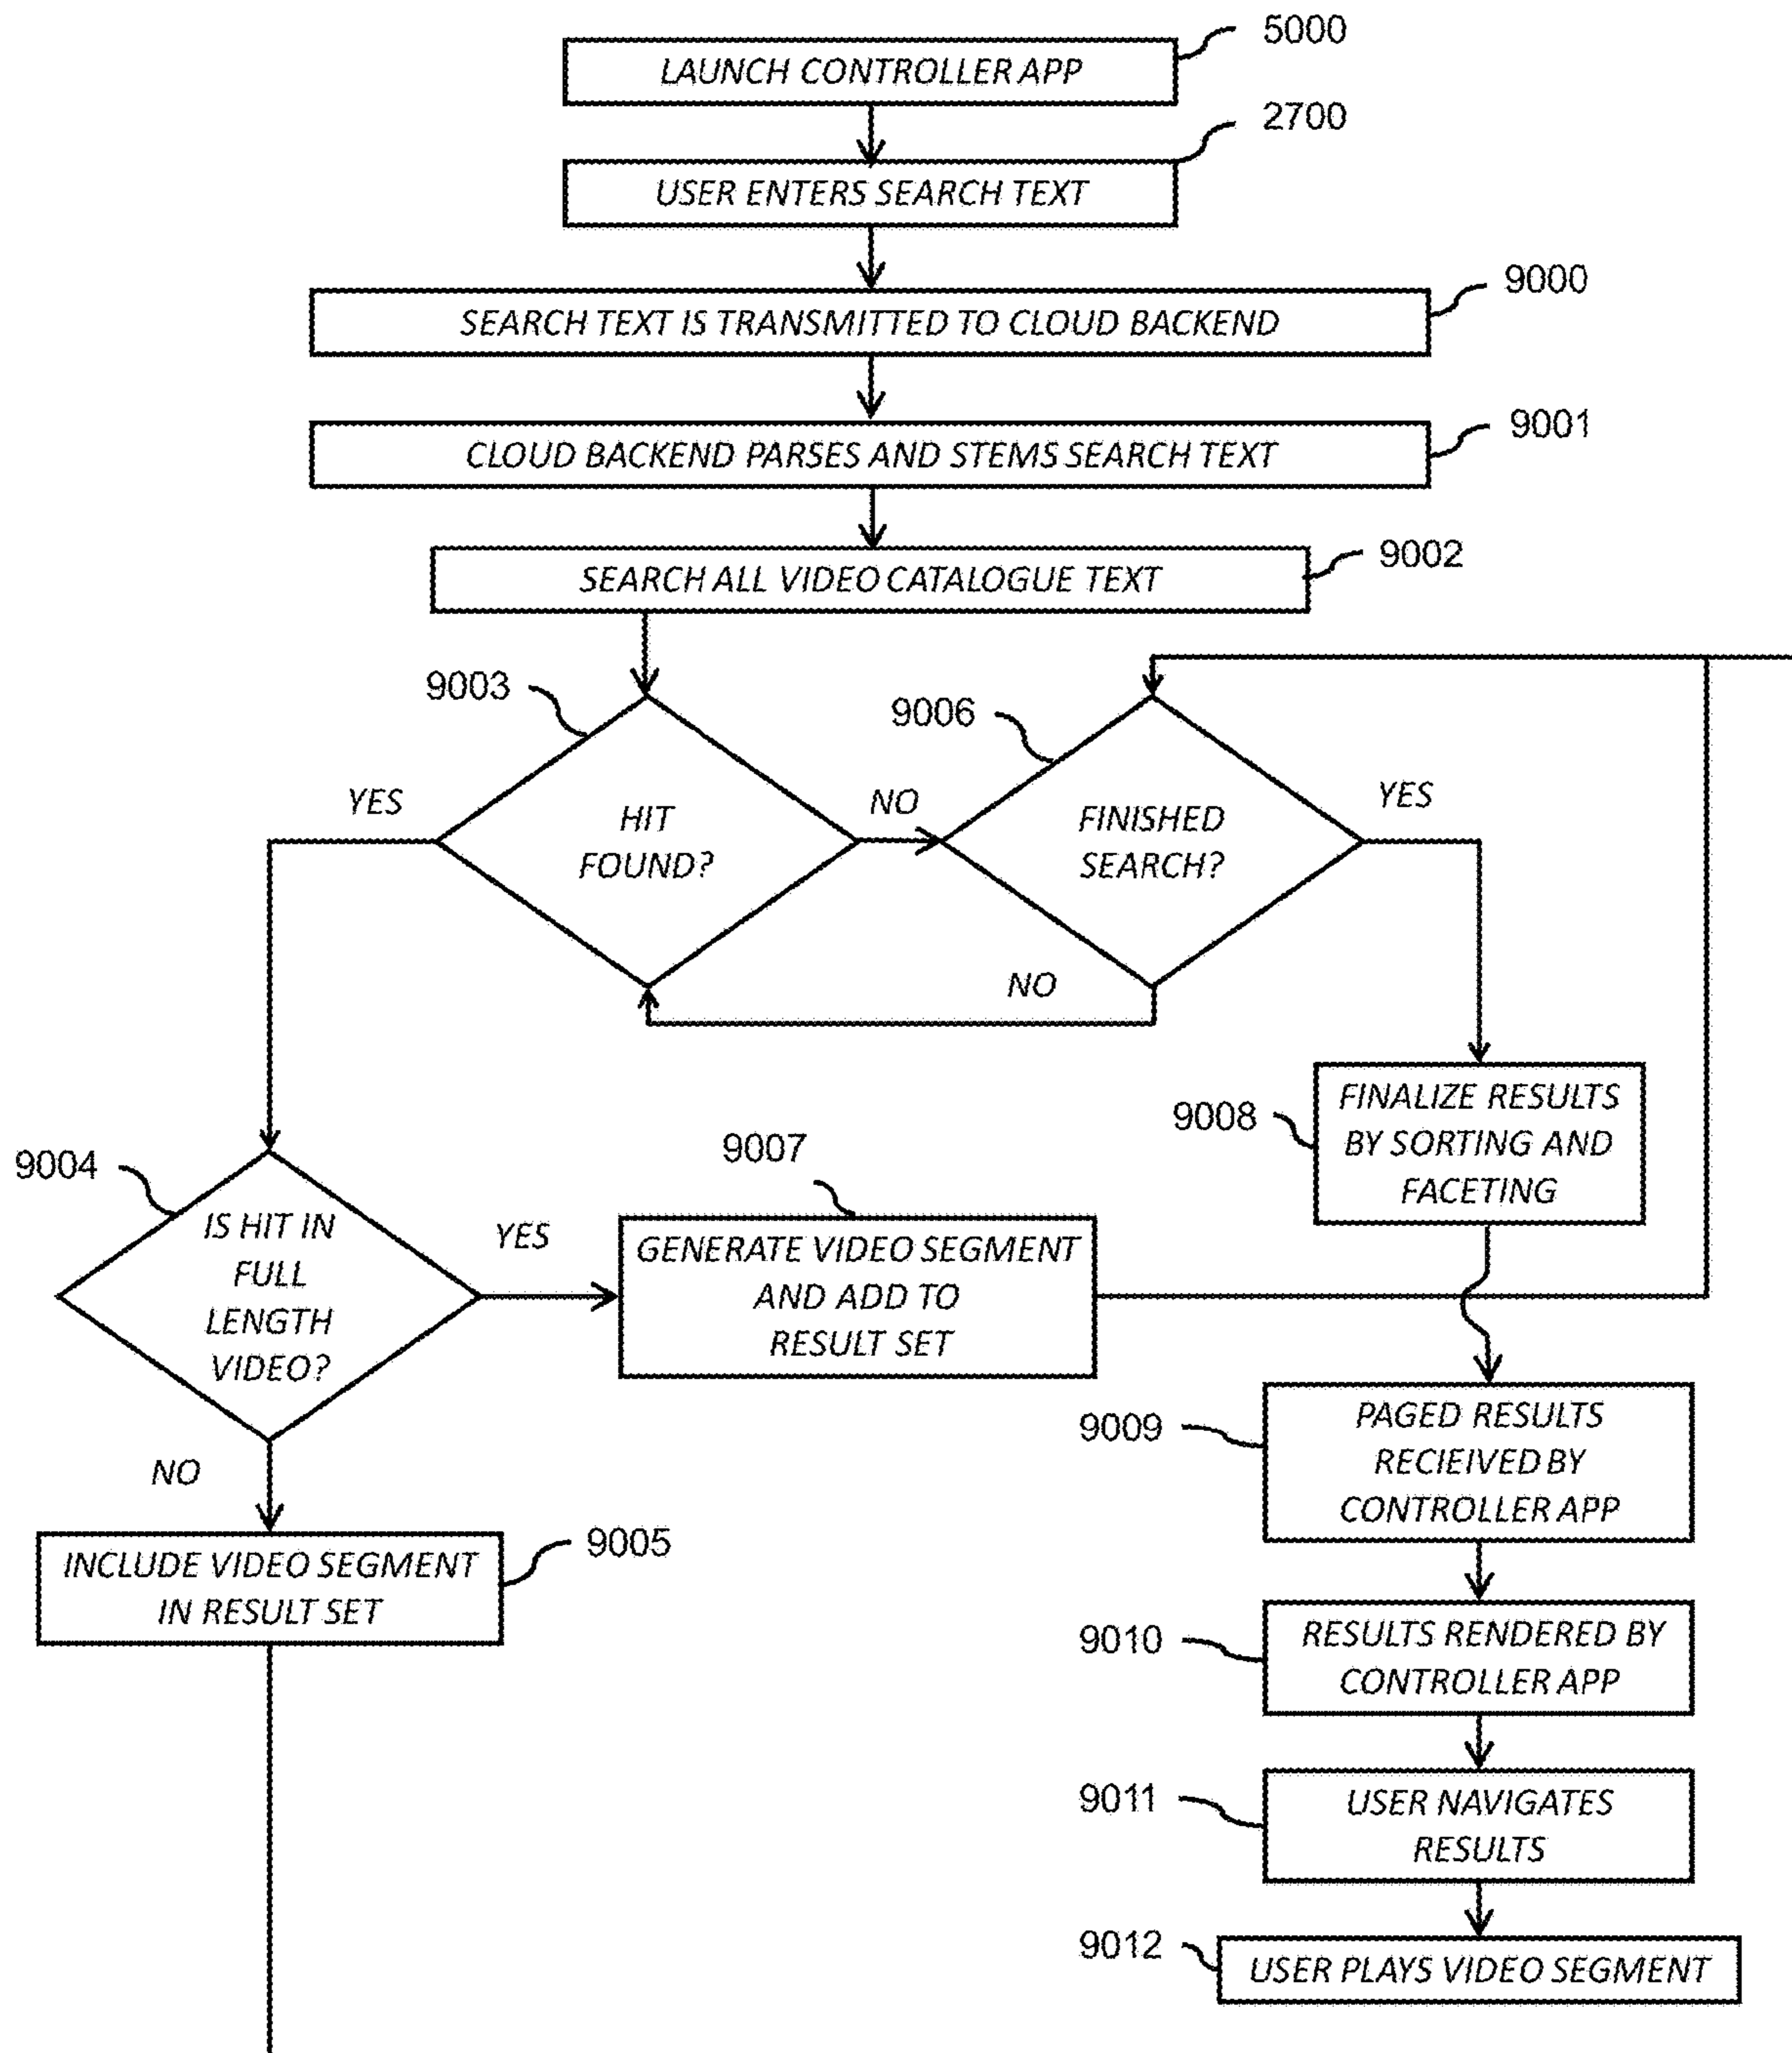 5000
LAUNCH CONTROLLER APP
2700
USER ENTERS SEARCH TEXT
9000
SEARCH TEXT IS TRANSMITTED TO CLOUD BACKEND
9001
CLOUD BACKEND PARSES AND STEMS SEARCH TEXT
9002
SEARCH ALL VIDEO CATALOGUE TEXT
9003
HIT
FOUND?
YES
NO
9006
FINISHED
SEARCH?
YES
NO
9004
IS HIT IN
FULL
LENGTH
VIDEO?
YES
NO
9007
GENERATE VIDEO SEGMENT
AND ADD TO
RESULT SET
9005
INCLUDE VIDEO SEGMENT
IN RESULT SET
9008
FINALIZE RESULTS
BY SORTING AND
FACETING
9009
PAGED RESULTS
RECIEIVED BY
CONTROLLER APP
9010
RESULTS RENDERED BY
CONTROLLER APP
9011
USER NAVIGATES
RESULTS
9012
USER PLAYS VIDEO SEGMENT